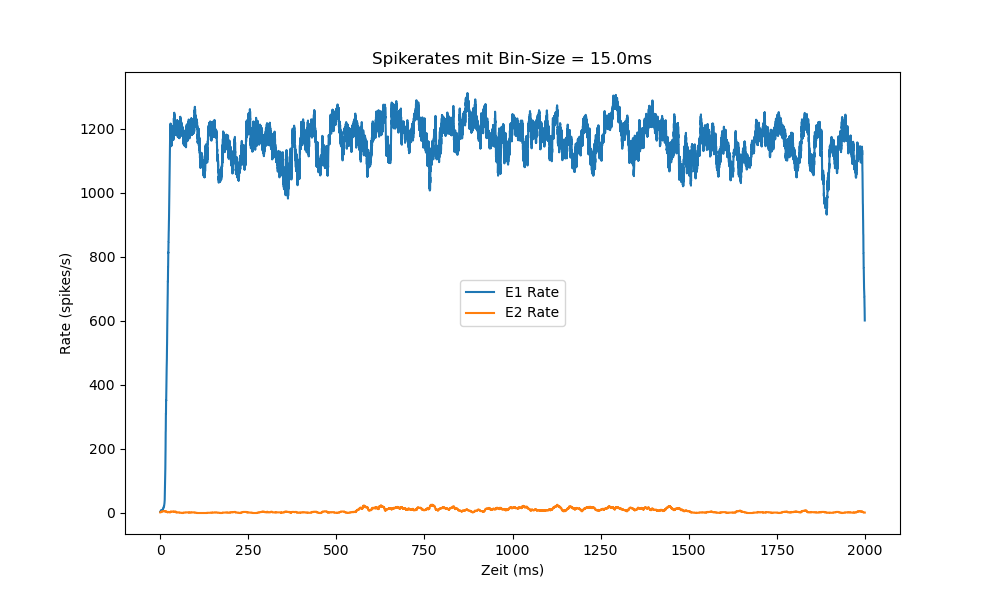 Spikerates mit Bin-Size = 15.0ms
Rate (spikes/s)
1200
1000
800
600
400
200
0
E1 Rate
E2 Rate
0 250 500 750 1000 1250 1500 1750 2000
Zeit (ms)